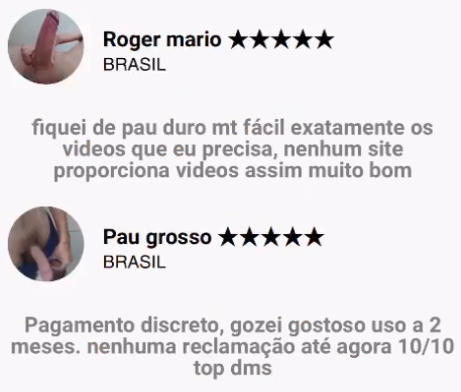 Roger mario ★★★★★
BRASIL
fiquei de pau duro mt fácil exatamente os
videos que eu precisa, nenhum site
proporciona videos assim muito bom
Pau grosso ★★★★★
BRASIL
Pagamento discreto, gozei gostoso uso a 2
meses. nenhuma reclamação até agora 10/10
top dms